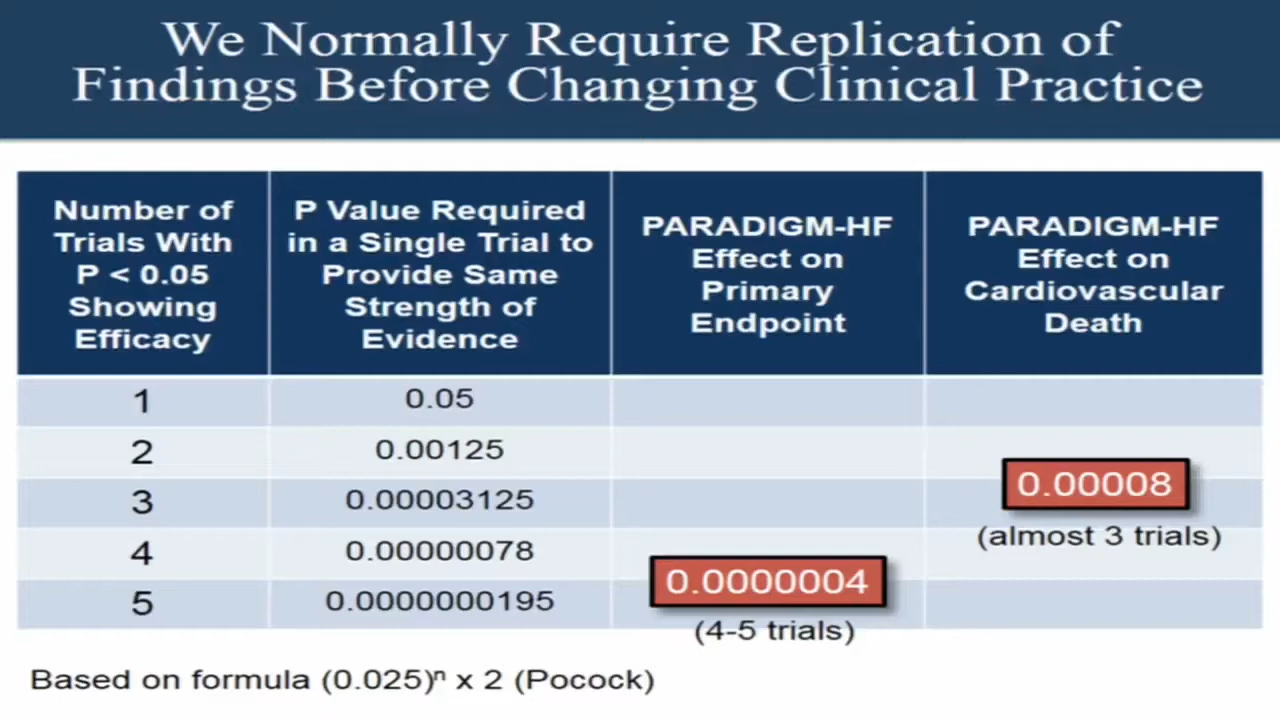 We Normally Require Replication of
Findings Before Changing Clinical Practice
Number of
Trials With
P < 0.05
Showing
Efficacy
P Value Required
in a Single Trial to
Provide Same
Strength of
Evidence
PARADIGM-HF
Effect on
Primary
Endpoint
PARADIGM-HF
Effect on
Cardiovascular
Death
1 0.05
2 0.00125
3 0.00003125
0.00008
(almost 3 trials)
4 0.00000078
0.0000004
5 0.0000000195
(4-5 trials)
Based on formula (0.025)ⁿ x 2 (Pocock)